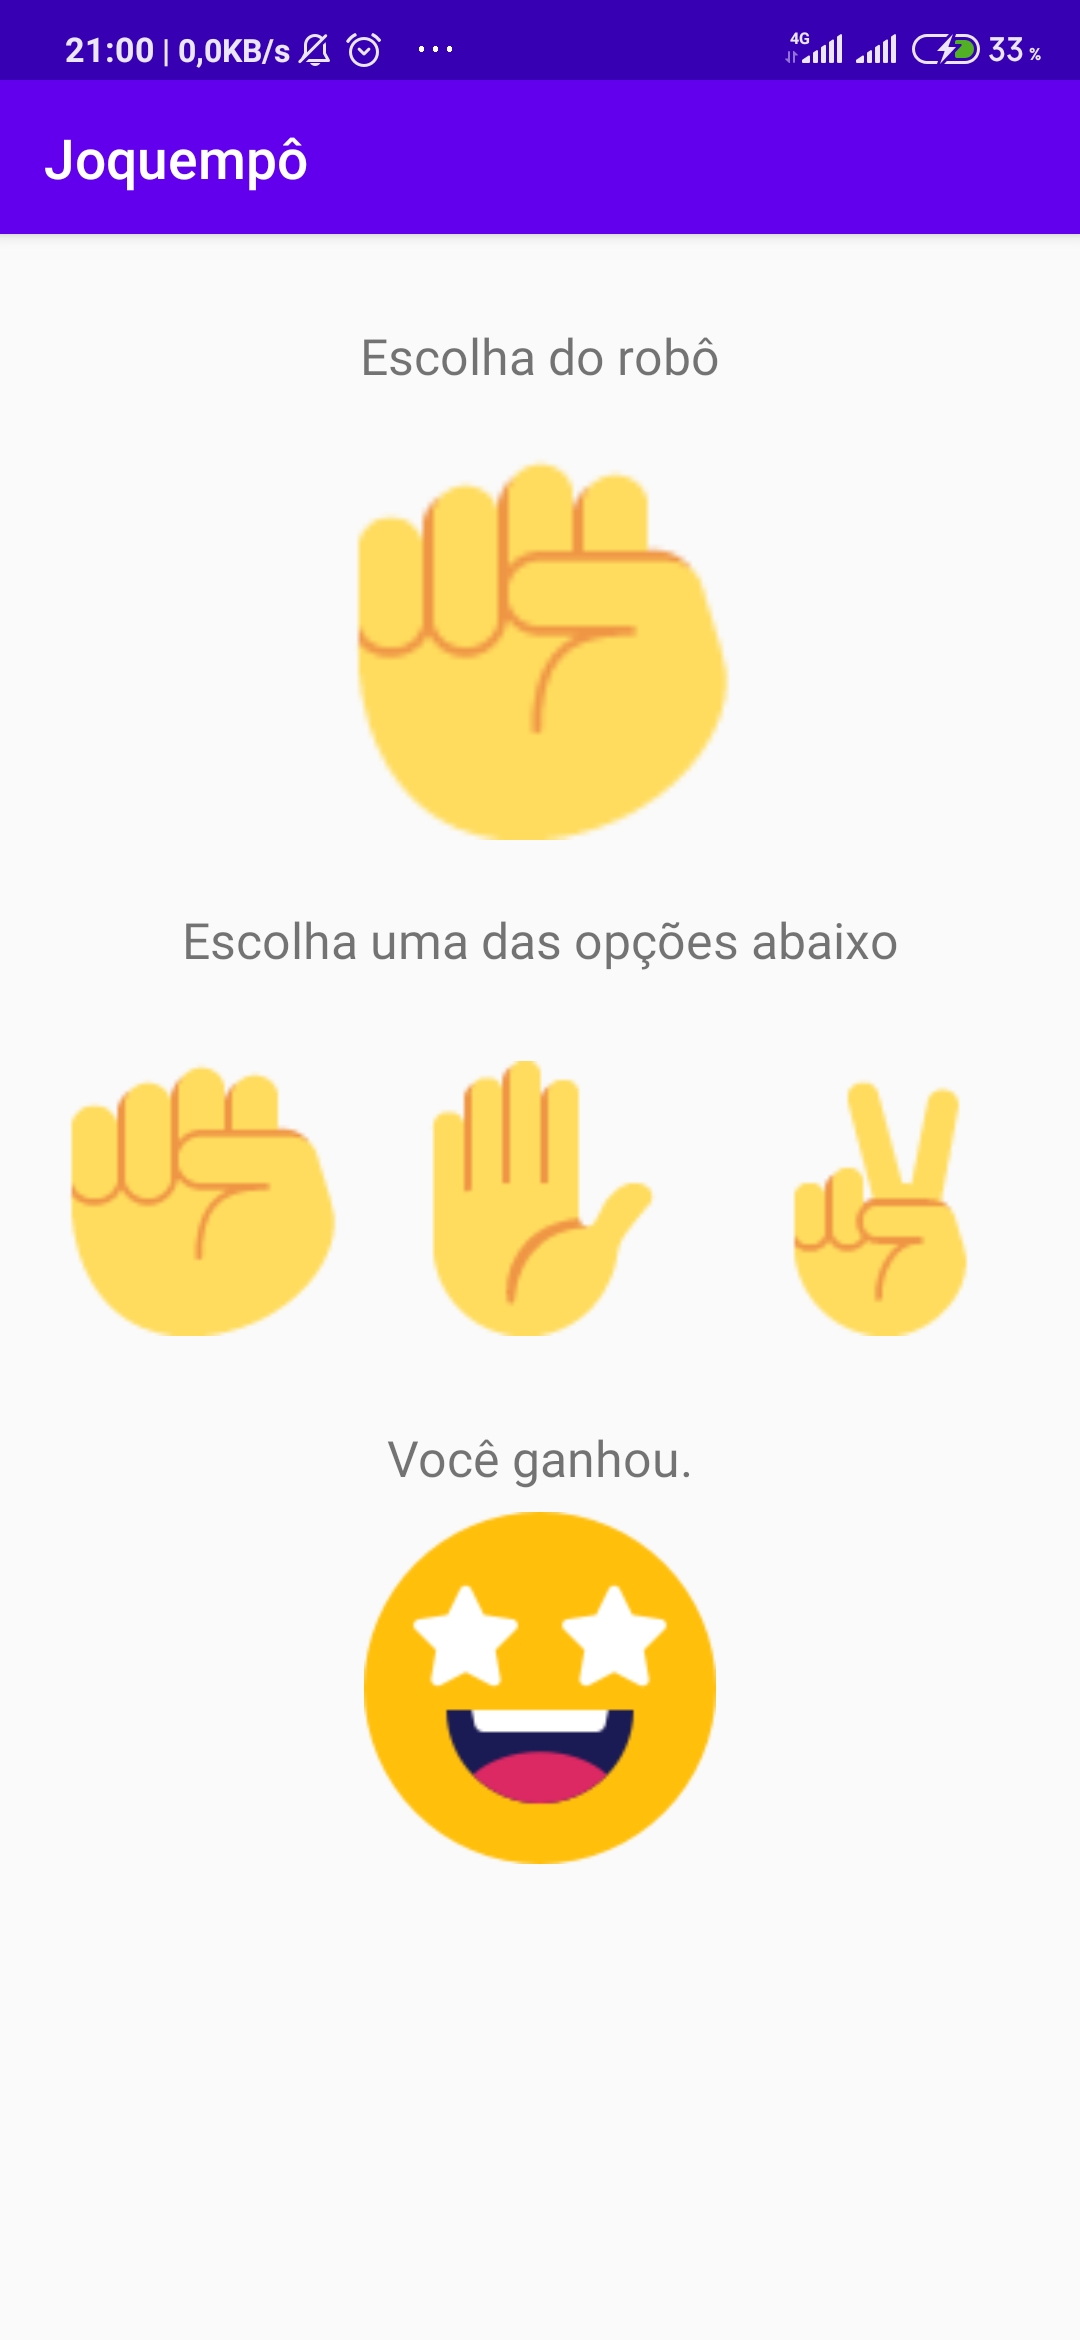 21:00 | 0,0KB/s ... 4G 33 %
Joquempô
Escolha do robô
Escolha uma das opções abaixo
Você ganhou.